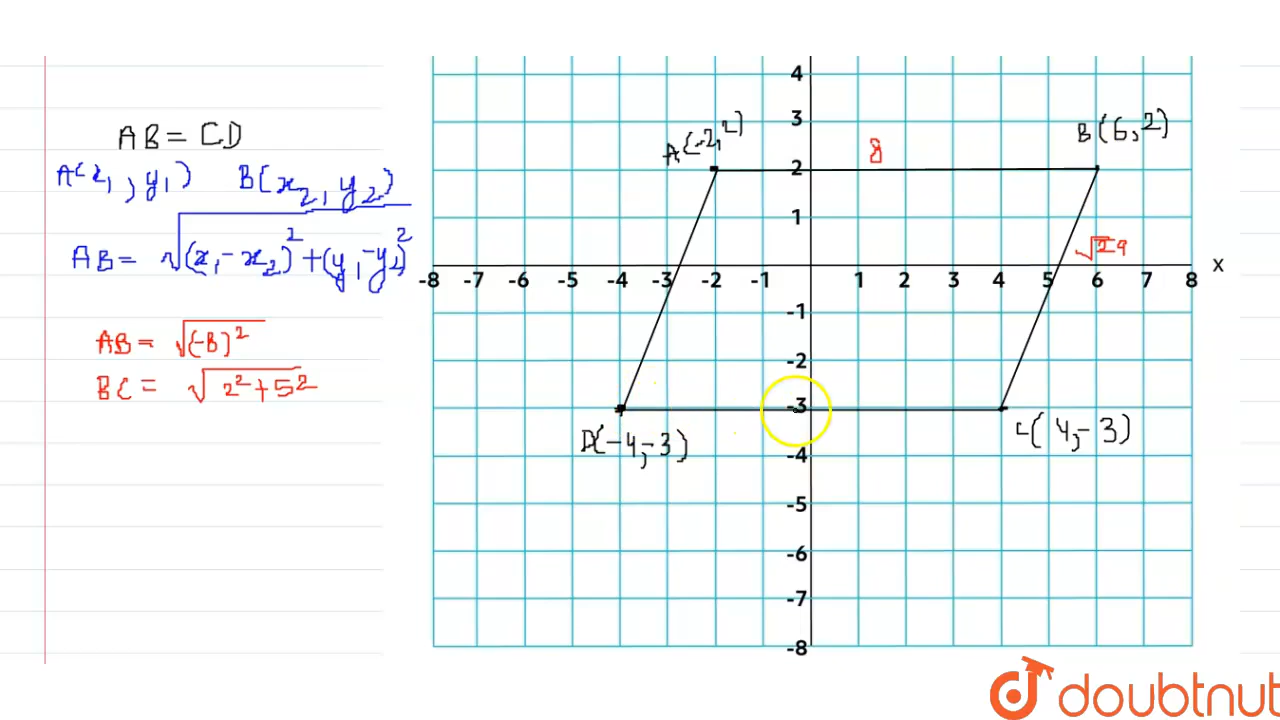 AB = CD
A(x₁, y₁) B(x₂, y₂)
AB = √(x₁-x₂)²+(y₁-y₂)²
AB = √(-8)²
BC = √2²+5²
4
3
2
1
-8 -7 -6 -5 -4 -3 -2 -1 1 2 3 4 5 6 7 8 x
-1
-2
-3
-4
-5
-6
-7
-8
A(-2,2)
B(6,2)
8
√29
D(-4,-3)
C(4,-3)
doubtnut